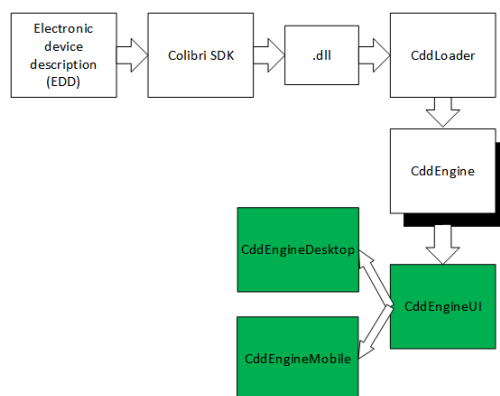 Electronic
device
description
(EDD)
Colibri SDK
.dll
CddLoader
CddEngine
CddEngineDesktop
CddEngineUI
CddEngineMobile